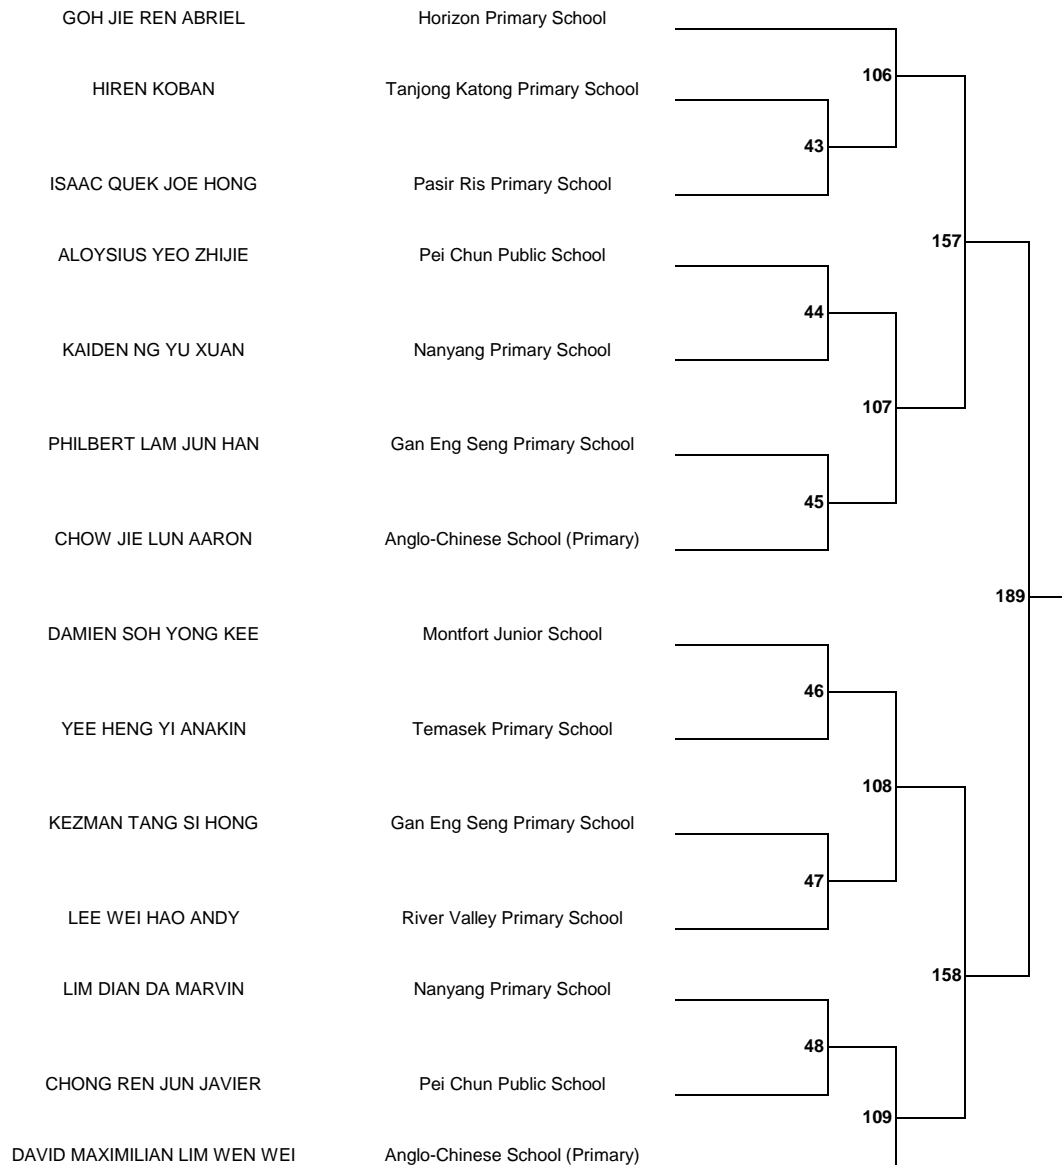 GOH JIE REN ABRIEL Horizon Primary School
106
HIREN KOBAN Tanjong Katong Primary School
43
ISAAC QUEK JOE HONG Pasir Ris Primary School
157
ALOYSIUS YEO ZHIJIE Pei Chun Public School
44
KAIDEN NG YU XUAN Nanyang Primary School
107
PHILBERT LAM JUN HAN Gan Eng Seng Primary School
45
CHOW JIE LUN AARON Anglo-Chinese School (Primary)
189
DAMIEN SOH YONG KEE Montfort Junior School
46
YEE HENG YI ANAKIN Temasek Primary School
108
KEZMAN TANG SI HONG Gan Eng Seng Primary School
47
LEE WEI HAO ANDY River Valley Primary School
158
LIM DIAN DA MARVIN Nanyang Primary School
48
CHONG REN JUN JAVIER Pei Chun Public School
109
DAVID MAXIMILIAN LIM WEN WEI Anglo-Chinese School (Primary)